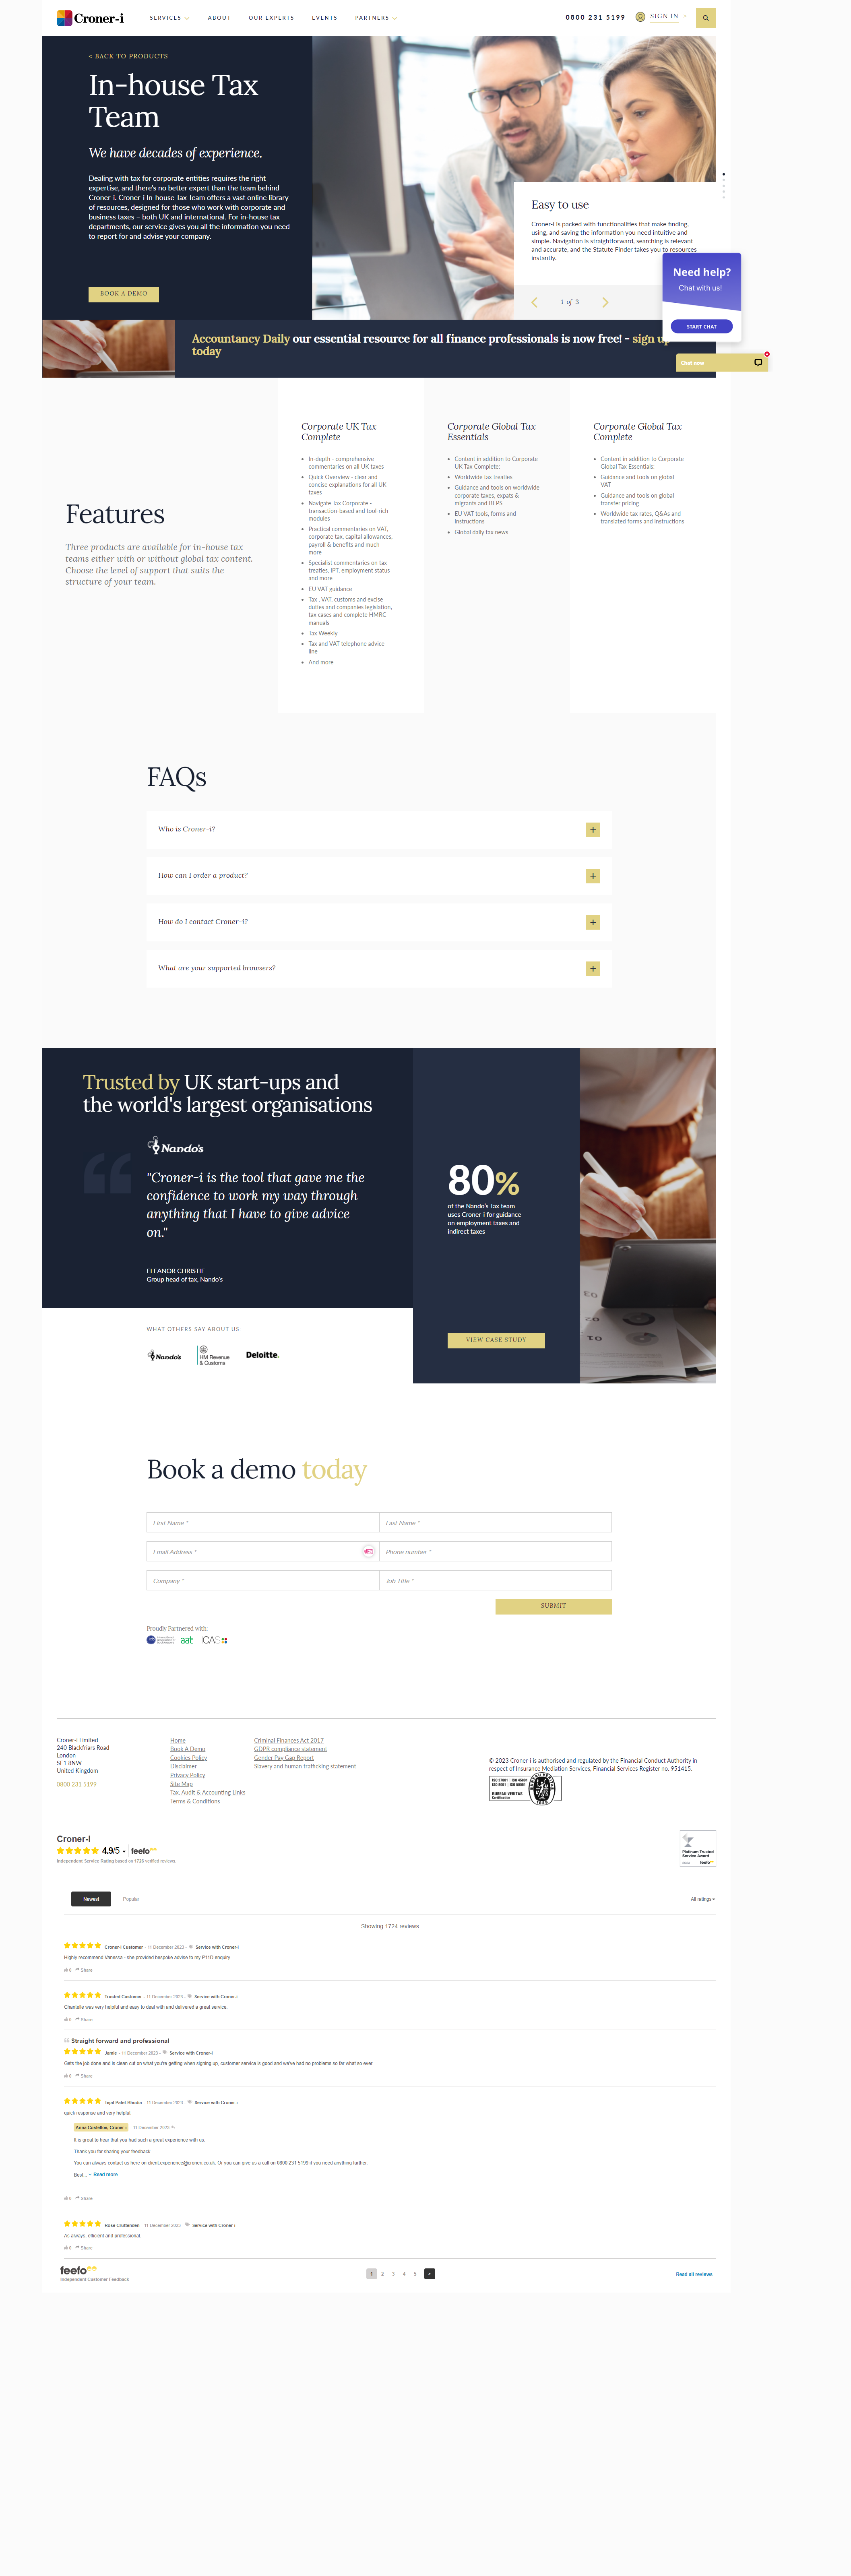 Croner-i
SERVICES
ABOUT
OUR EXPERTS
EVENTS
PARTNERS
0800 231 5199
SIGN IN
< BACK TO PRODUCTS
In-house Tax
Team
We have decades of experience.
Dealing with tax for corporate entities requires the right
expertise, and there's no better expert than the team behind
Croner-i. Croner-i In-house Tax Team offers a vast online library
of resources, designed for those who work with corporate and
business taxes – both UK and international. For in-house tax
departments, our service gives you all the information you need
to report for and advise your company.
BOOK A DEMO
Easy to use
Croner-i is packed with functionalities that make finding,
using, and saving the information you need intuitive and
simple. Navigation is straightforward, searching is relevant
and accurate, and the Statute Finder takes you to resources
instantly.
1 of 3
Need help?
Chat with us!
START CHAT
Chat now
Accountancy Daily our essential resource for all finance professionals is now free! - sign up
today
Features
Three products are available for in-house tax
teams either with or without global tax content.
Choose the level of support that suits the
structure of your team.
Corporate UK Tax
Complete
In-depth - comprehensive
commentaries on all UK taxes
Quick Overview - clear and
concise explanations for all UK
taxes
Navigate Tax Corporate -
transaction-based and tool-rich
modules
Practical commentaries on VAT,
corporate tax, capital allowances,
payroll & benefits and much
more
Specialist commentaries on tax
treaties, IPT, employment status
and more
EU VAT guidance
Tax , VAT, customs and excise
duties and companies legislation,
tax cases and complete HMRC
manuals
Tax Weekly
Tax and VAT telephone advice
line
And more
Corporate Global Tax
Essentials
Content in addition to Corporate
UK Tax Complete:
Worldwide tax treaties
Guidance and tools on worldwide
corporate taxes, expats &
migrants and BEPS
EU VAT tools, forms and
instructions
Global daily tax news
Corporate Global Tax
Complete
Content in addition to Corporate
Global Tax Essentials:
Guidance and tools on global
VAT
Guidance and tools on global
transfer pricing
Worldwide tax rates, Q&As and
translated forms and instructions
FAQs
Who is Croner-i?
How can I order a product?
How do I contact Croner-i?
What are your supported browsers?
Trusted by UK start-ups and
the world's largest organisations
Nando's
"Croner-i is the tool that gave me the
confidence to work my way through
anything that I have to give advice
on."
ELEANOR CHRISTIE
Group head of tax, Nando's
80%
of the Nando's Tax team
uses Croner-i for guidance
on employment taxes and
indirect taxes
VIEW CASE STUDY
WHAT OTHERS SAY ABOUT US:
Nando's
HM Revenue
& Customs
Deloitte.
Book a demo today
First Name *
Last Name *
Email Address *
Phone number *
Company *
Job Title *
SUBMIT
Proudly Partnered with:
aat
CAS
Croner-i Limited
240 Blackfriars Road
London
SE1 8NW
United Kingdom
0800 231 5199
Home
Book A Demo
Cookies Policy
Disclaimer
Privacy Policy
Site Map
Tax, Audit & Accounting Links
Terms & Conditions
Criminal Finances Act 2017
GDPR compliance statement
Gender Pay Gap Report
Slavery and human trafficking statement
© 2023 Croner-i is authorised and regulated by the Financial Conduct Authority in
respect of Insurance Mediation Services, Financial Services Register no. 951415.
BUREAU VERITAS
Certification
Croner-i
4.9/5
feefo
Independent Service Rating based on 1726 verified reviews
Platinum Trusted
Service Award
feefo
Newest
Popular
All ratings
Showing 1724 reviews
Croner-i Customer - 11 December 2023 - Service with Croner-i
Highly recommend Vanessa - she provided bespoke advice to my P11D enquiry
0 Share
Trusted Customer - 11 December 2023 - Service with Croner-i
Chantelle was very helpful and easy to deal with and delivered a great service.
0 Share
Straight forward and professional
Jamie - 11 December 2023 - Service with Croner-i
Gets the job done and is clean cut on what you're getting when signing up, customer service is good and we've had no problems so far what so ever.
0 Share
Tejal Patel-Bhudia - 11 December 2023 - Service with Croner-i
quick response and very helpful
Anna Costelloe, Croner-i - 11 December 2023
It is great to hear that you had such a great experience with us.
Thank you for sharing your feedback.
You can always contact us here on client.experience@croneri.co.uk. Or you can give us a call on 0800 231 5199 if you need anything further.
Best... Read more
0 Share
Rose Cruttenden - 11 December 2023 - Service with Croner-i
As always, efficient and professional
0 Share
feefo
Independent Customer Feedback
1 2 3 4 5 >
Read all reviews